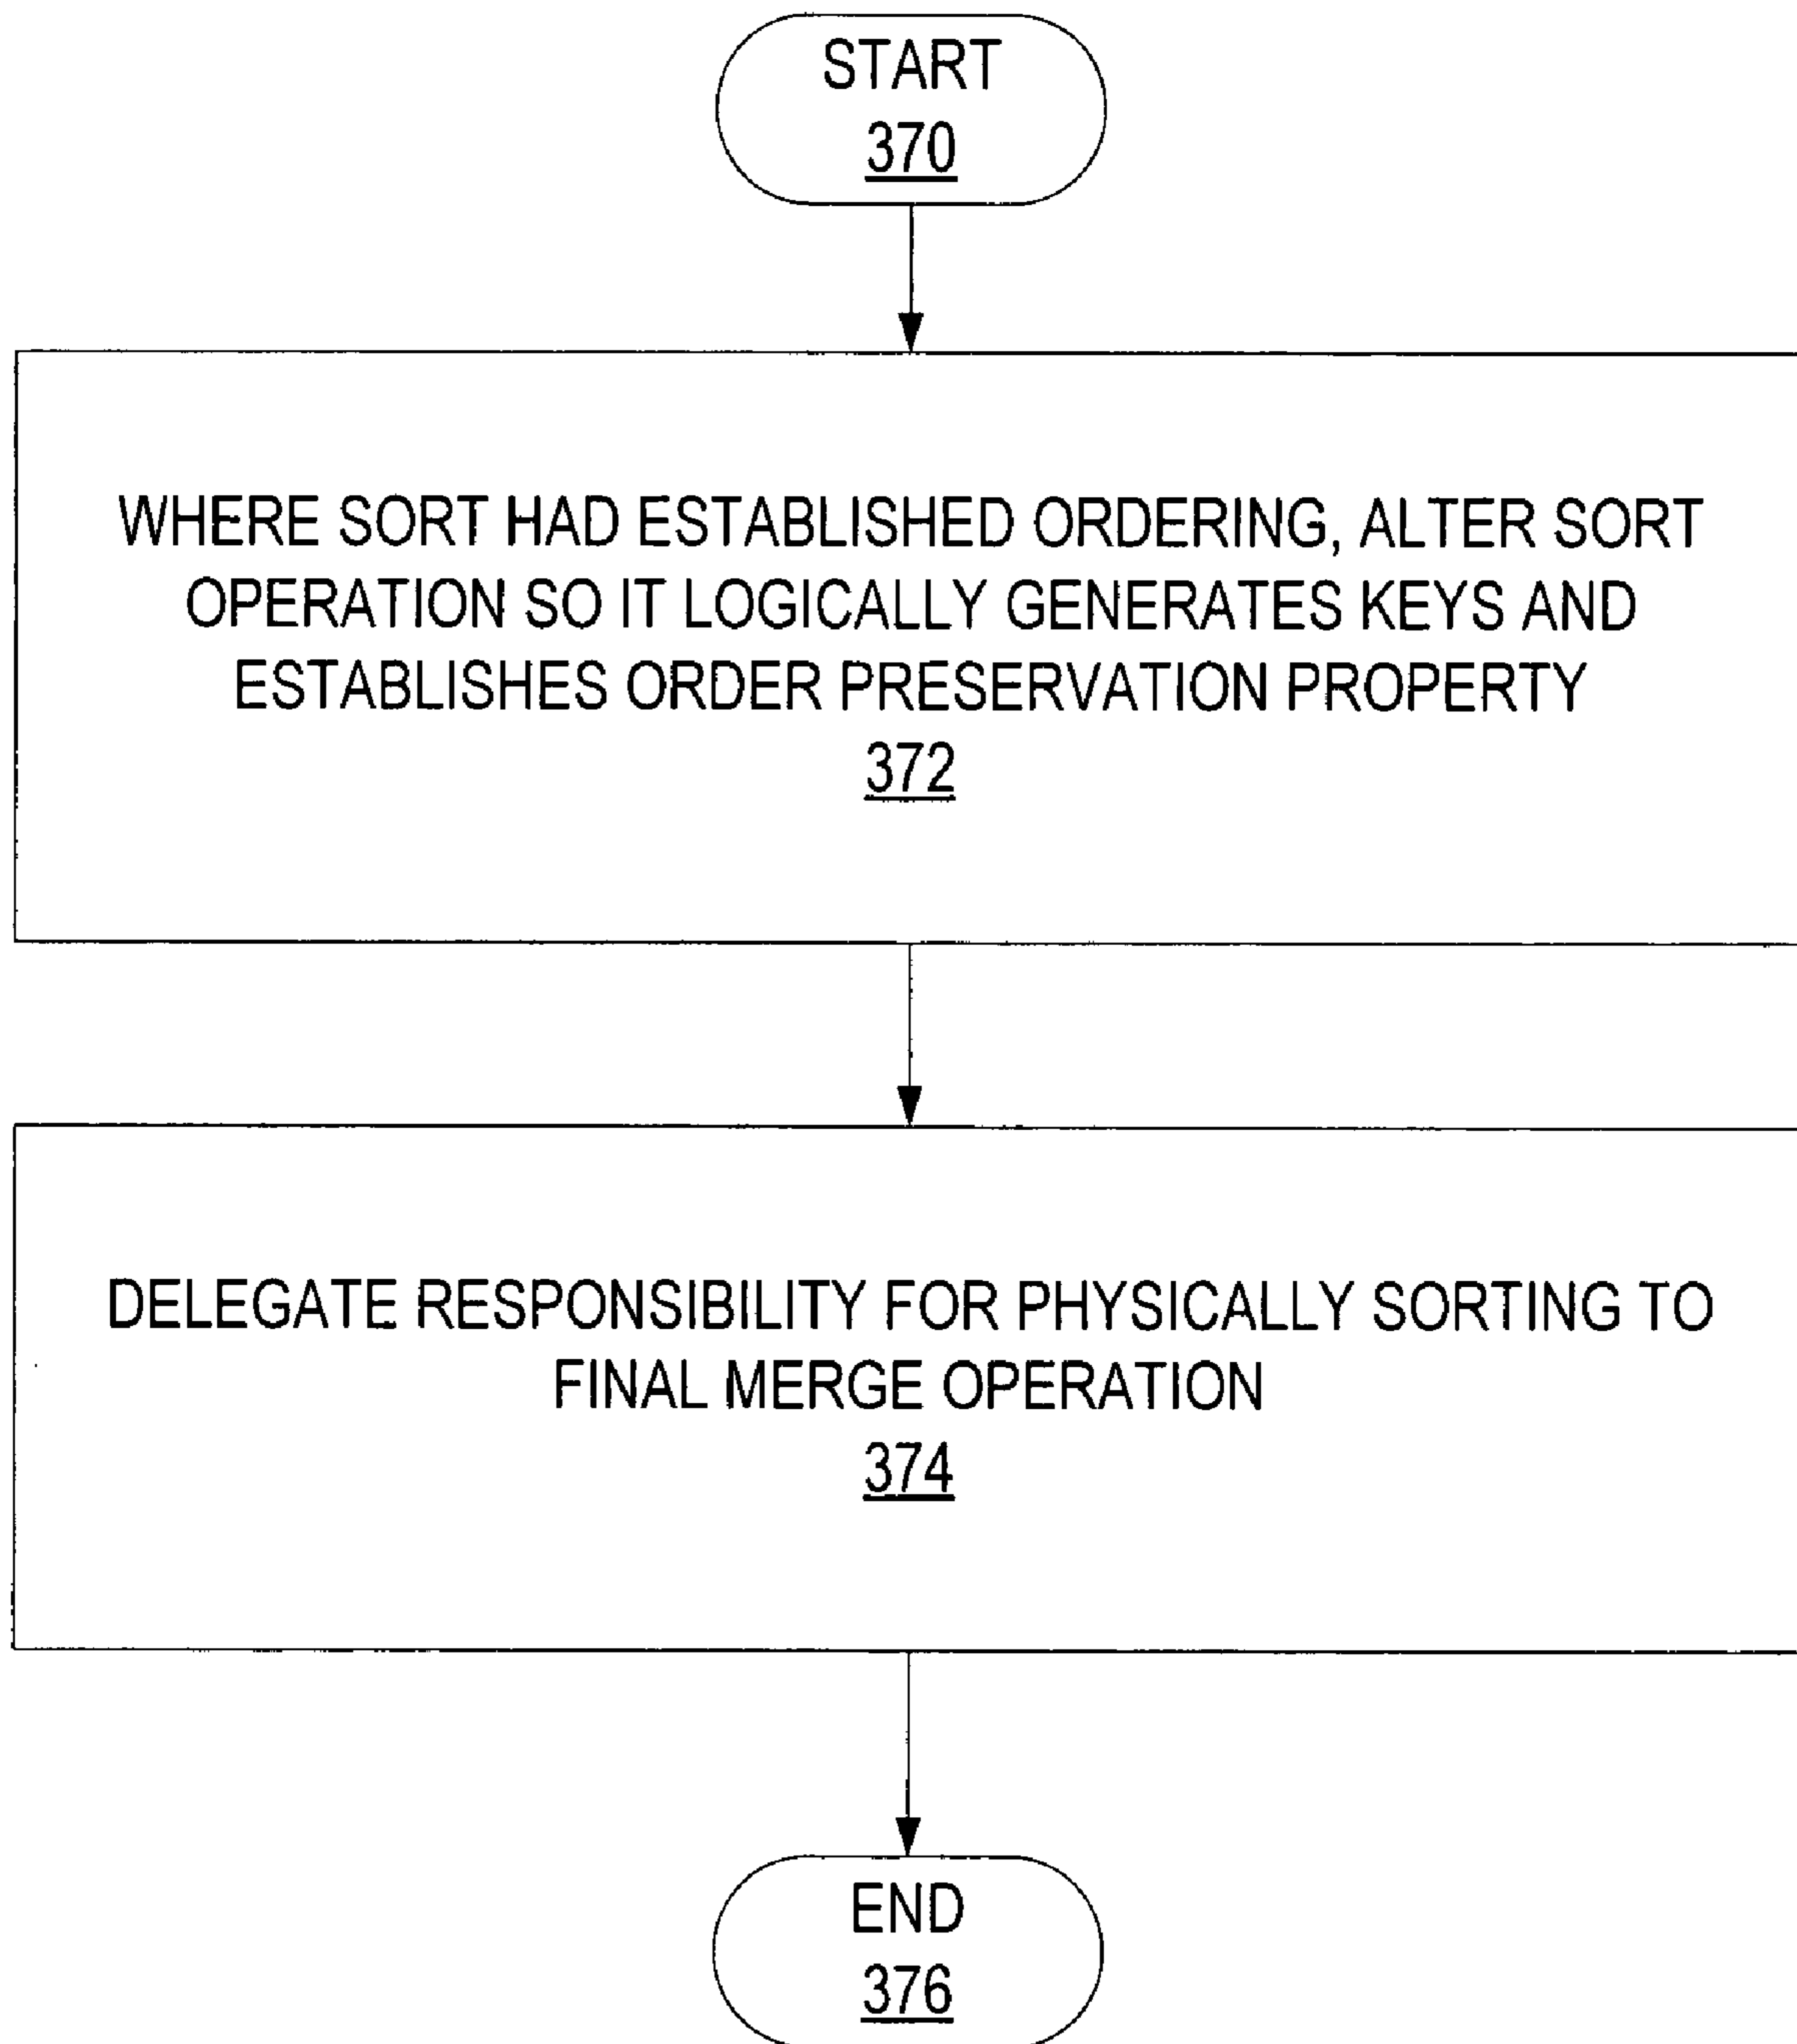 START
370
WHERE SORT HAD ESTABLISHED ORDERING, ALTER SORT
OPERATION SO IT LOGICALLY GENERATES KEYS AND
ESTABLISHES ORDER PRESERVATION PROPERTY
372
DELEGATE RESPONSIBILITY FOR PHYSICALLY SORTING TO
FINAL MERGE OPERATION
374
END
376